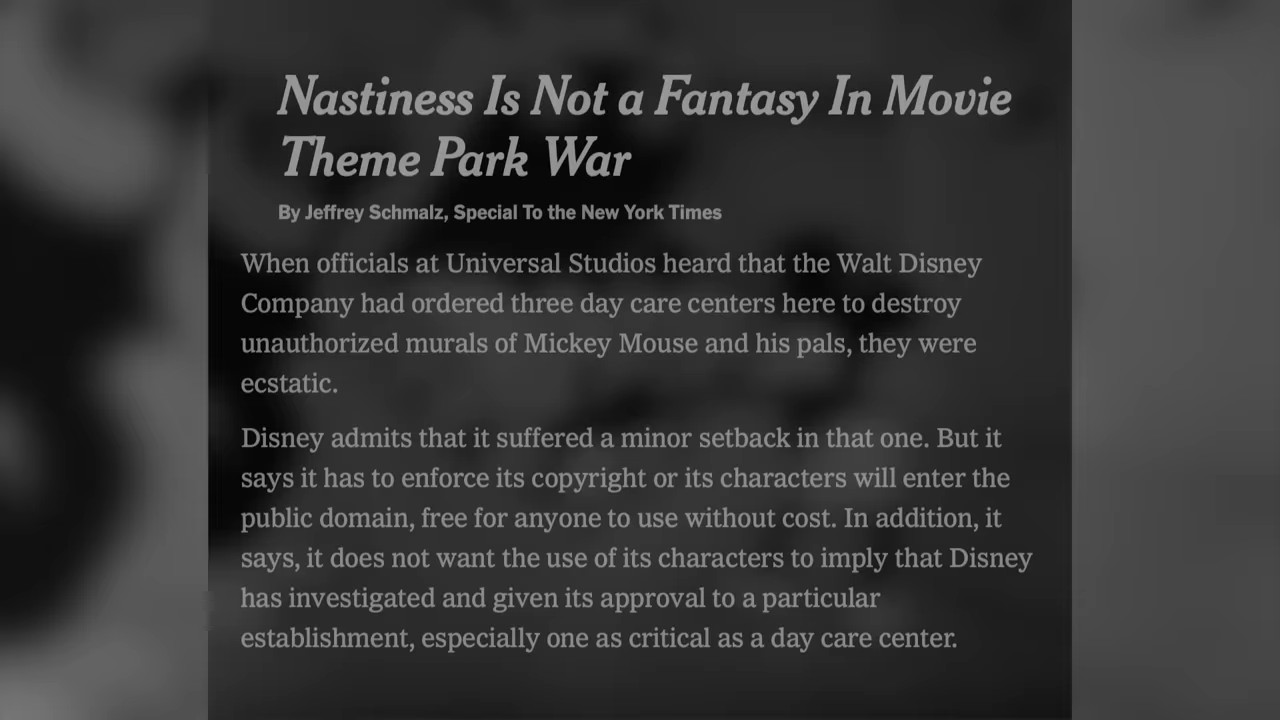 Nastiness Is Not a Fantasy In Movie
Theme Park War
By Jeffrey Schmalz, Special To the New York Times
When officials at Universal Studios heard that the Walt Disney
Company had ordered three day care centers here to destroy
unauthorized murals of Mickey Mouse and his pals, they were
ecstatic.
Disney admits that it suffered a minor setback in that one. But it
says it has to enforce its copyright or its characters will enter the
public domain, free for anyone to use without cost. In addition, it
says, it does not want the use of its characters to imply that Disney
has investigated and given its approval to a particular
establishment, especially one as critical as a day care center.